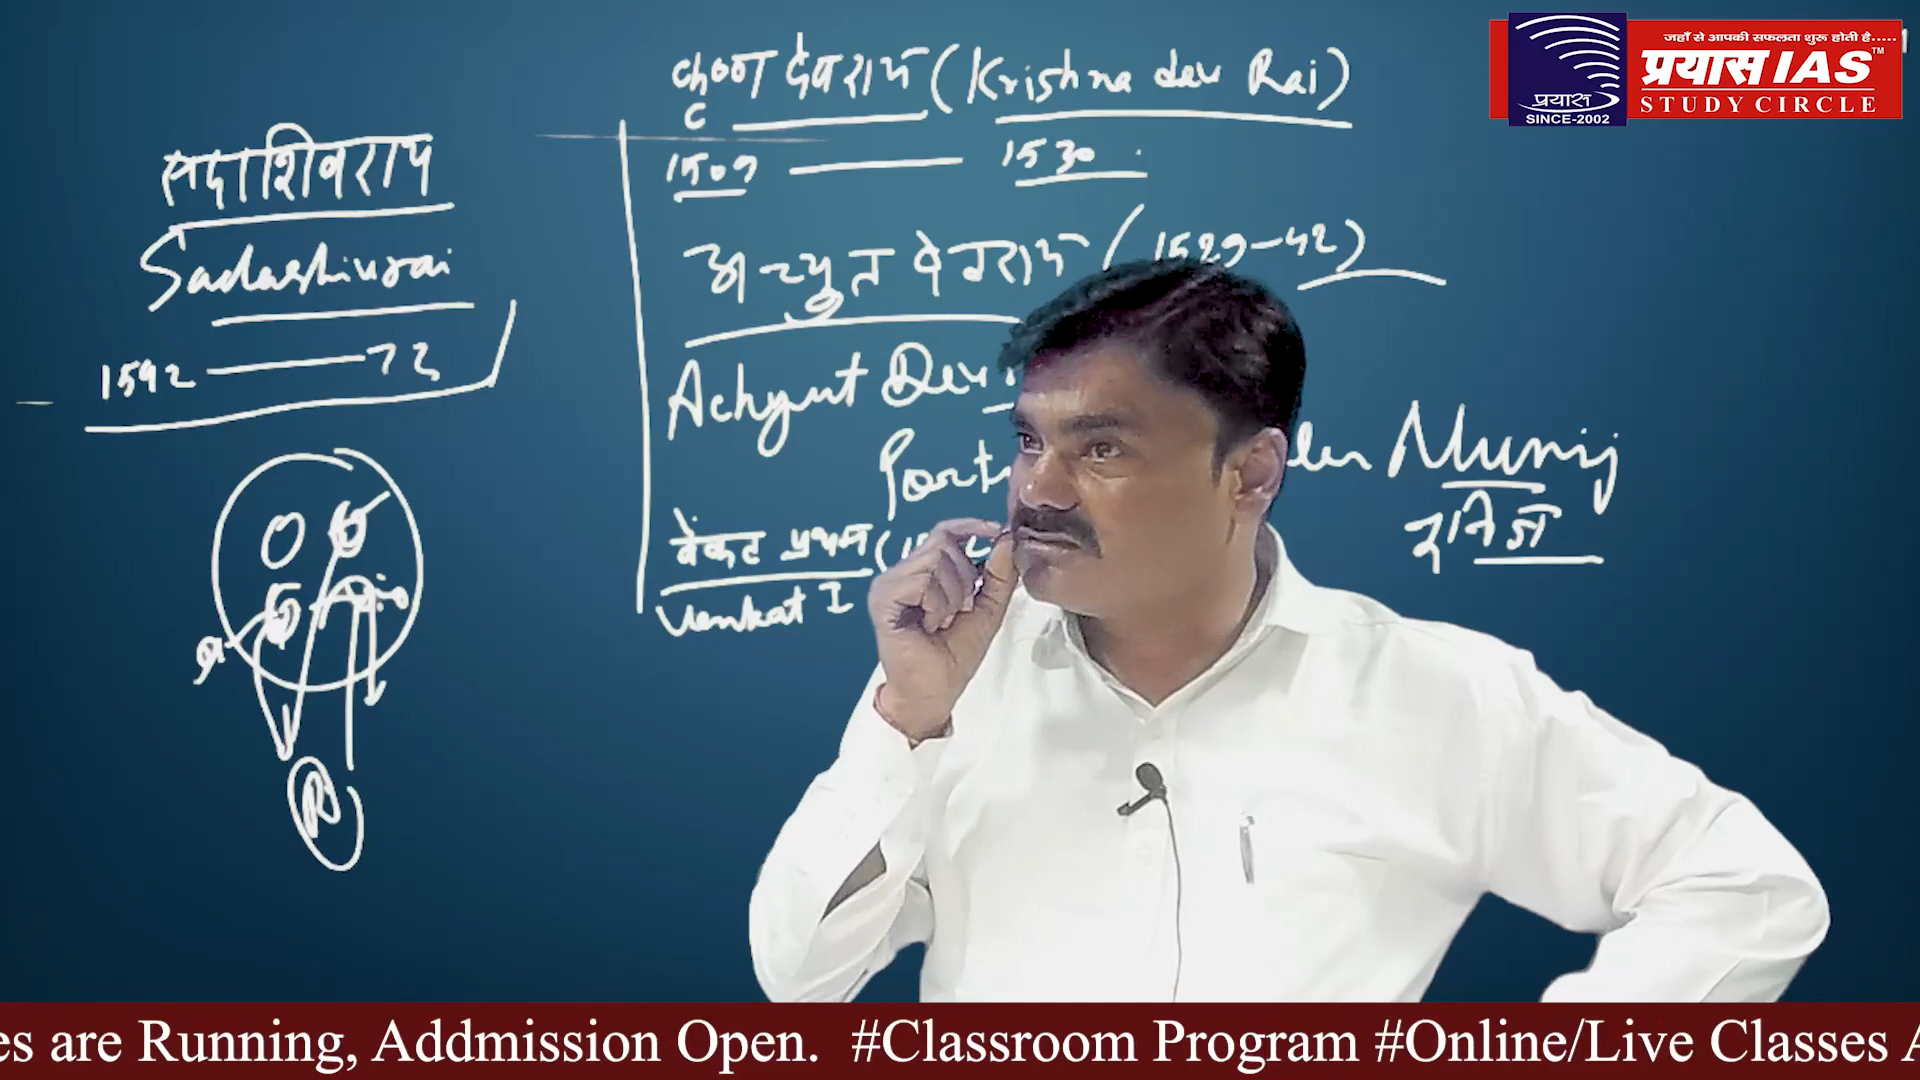 सदाशिवराय
Sadashivrai
1542 — 72
कृष्ण देवराय (Krishna dev Rai)
1509 — 1530
अच्युत देवराय (1529-42)
Achyut Dev
Nunij
नूनिज
वेंकट प्रथम
Venkat I
जहाँ से आपकी सफलता शुरू होती है.....
प्रयास IAS TM
STUDY CIRCLE
प्रयास
SINCE-2002
es are Running, Addmission Open. #Classroom Program #Online/Live Classes A